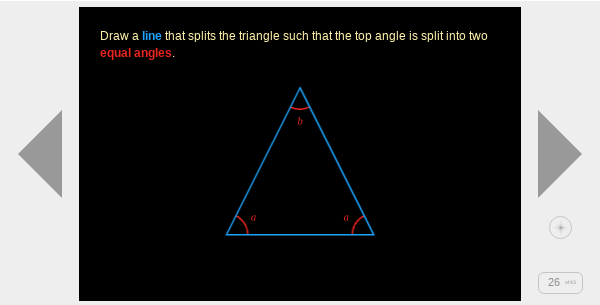 Draw a line that splits the triangle such that the top angle is split into two
equal angles.
b
a a
26